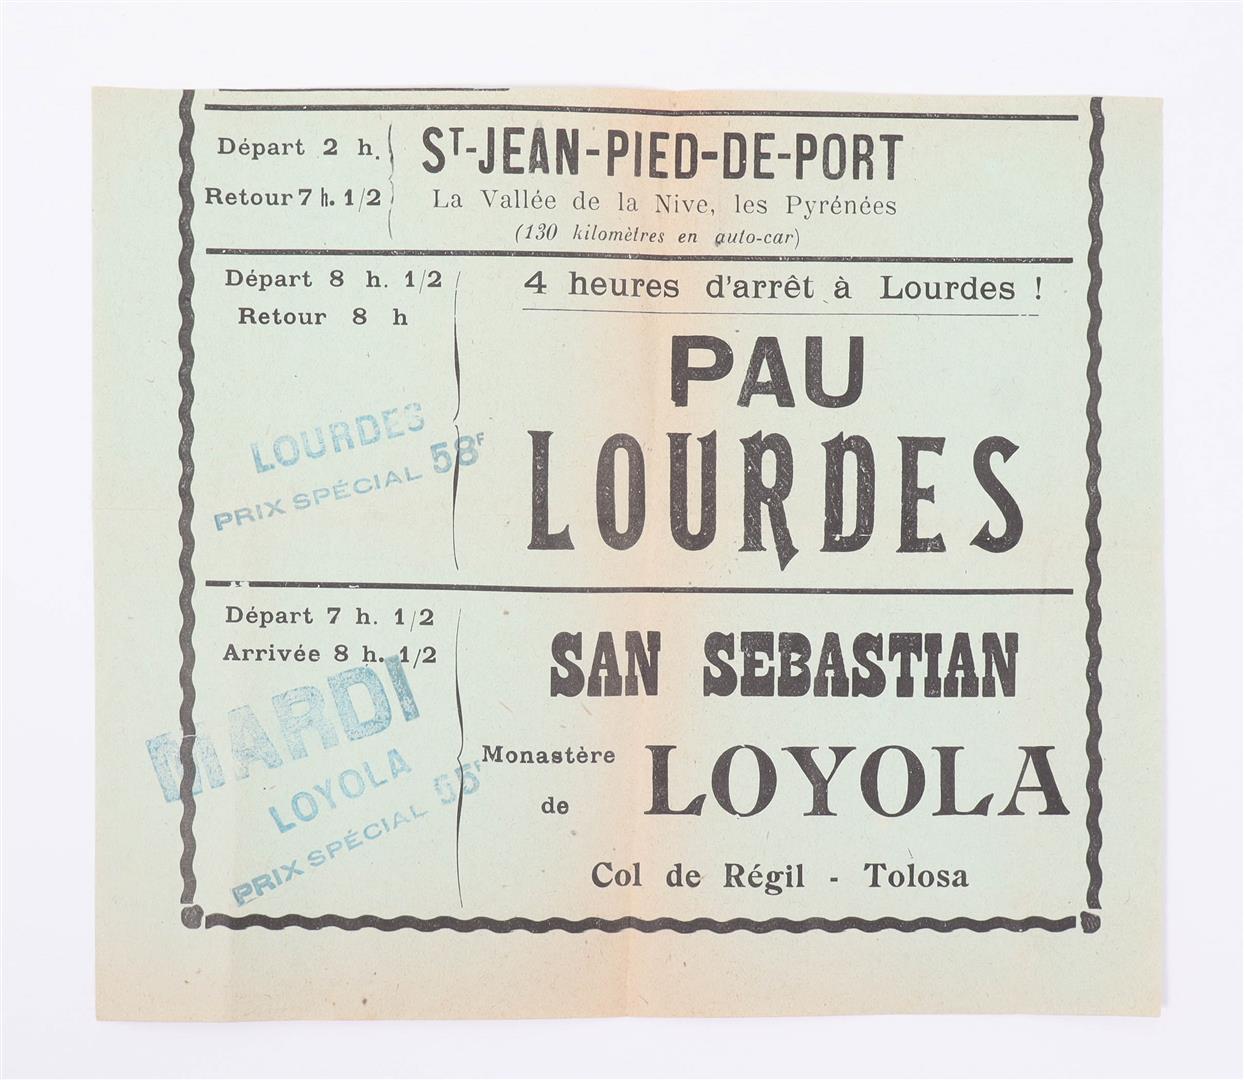 Départ 2 h.
Retour 7 h. 1/2
ST-JEAN-PIED-DE-PORT
La Vallée de la Nive, les Pyrénées
(130 kilomètres en auto-car)
Départ 8 h. 1/2
Retour 8 h
4 heures d'arrêt à Lourdes !
PAU
LOURDES
LOURDES
PRIX SPÉCIAL 58F
Départ 7 h. 1/2
Arrivée 8 h. 1/2
SAN SEBASTIAN
Monastère
de
LOYOLA
Col de Régil - Tolosa
MARDI
LOYOLA
PRIX SPÉCIAL 55F